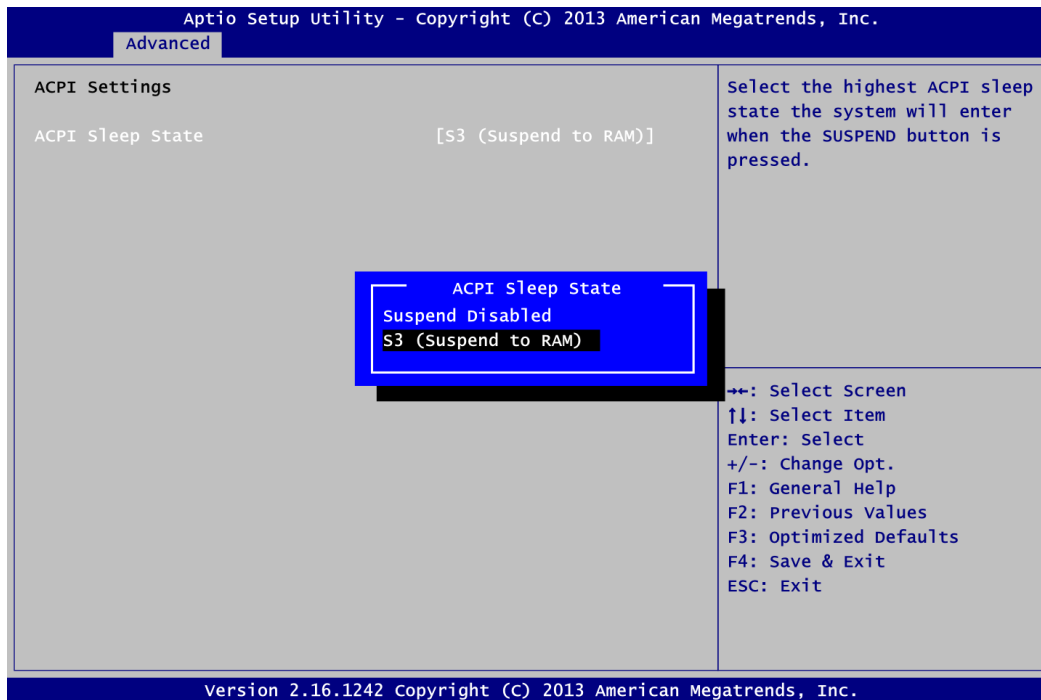 Aptio Setup Utility - Copyright (C) 2013 American Megatrends, Inc.
Advanced
ACPI Settings
ACPI Sleep State [S3 (Suspend to RAM)]
Select the highest ACPI sleep
state the system will enter
when the SUSPEND button is
pressed.
ACPI Sleep State
Suspend Disabled
S3 (Suspend to RAM)
→←: Select Screen
↑↓: Select Item
Enter: Select
+/-: Change Opt.
F1: General Help
F2: Previous Values
F3: Optimized Defaults
F4: Save & Exit
ESC: Exit
Version 2.16.1242 Copyright (C) 2013 American Megatrends, Inc.